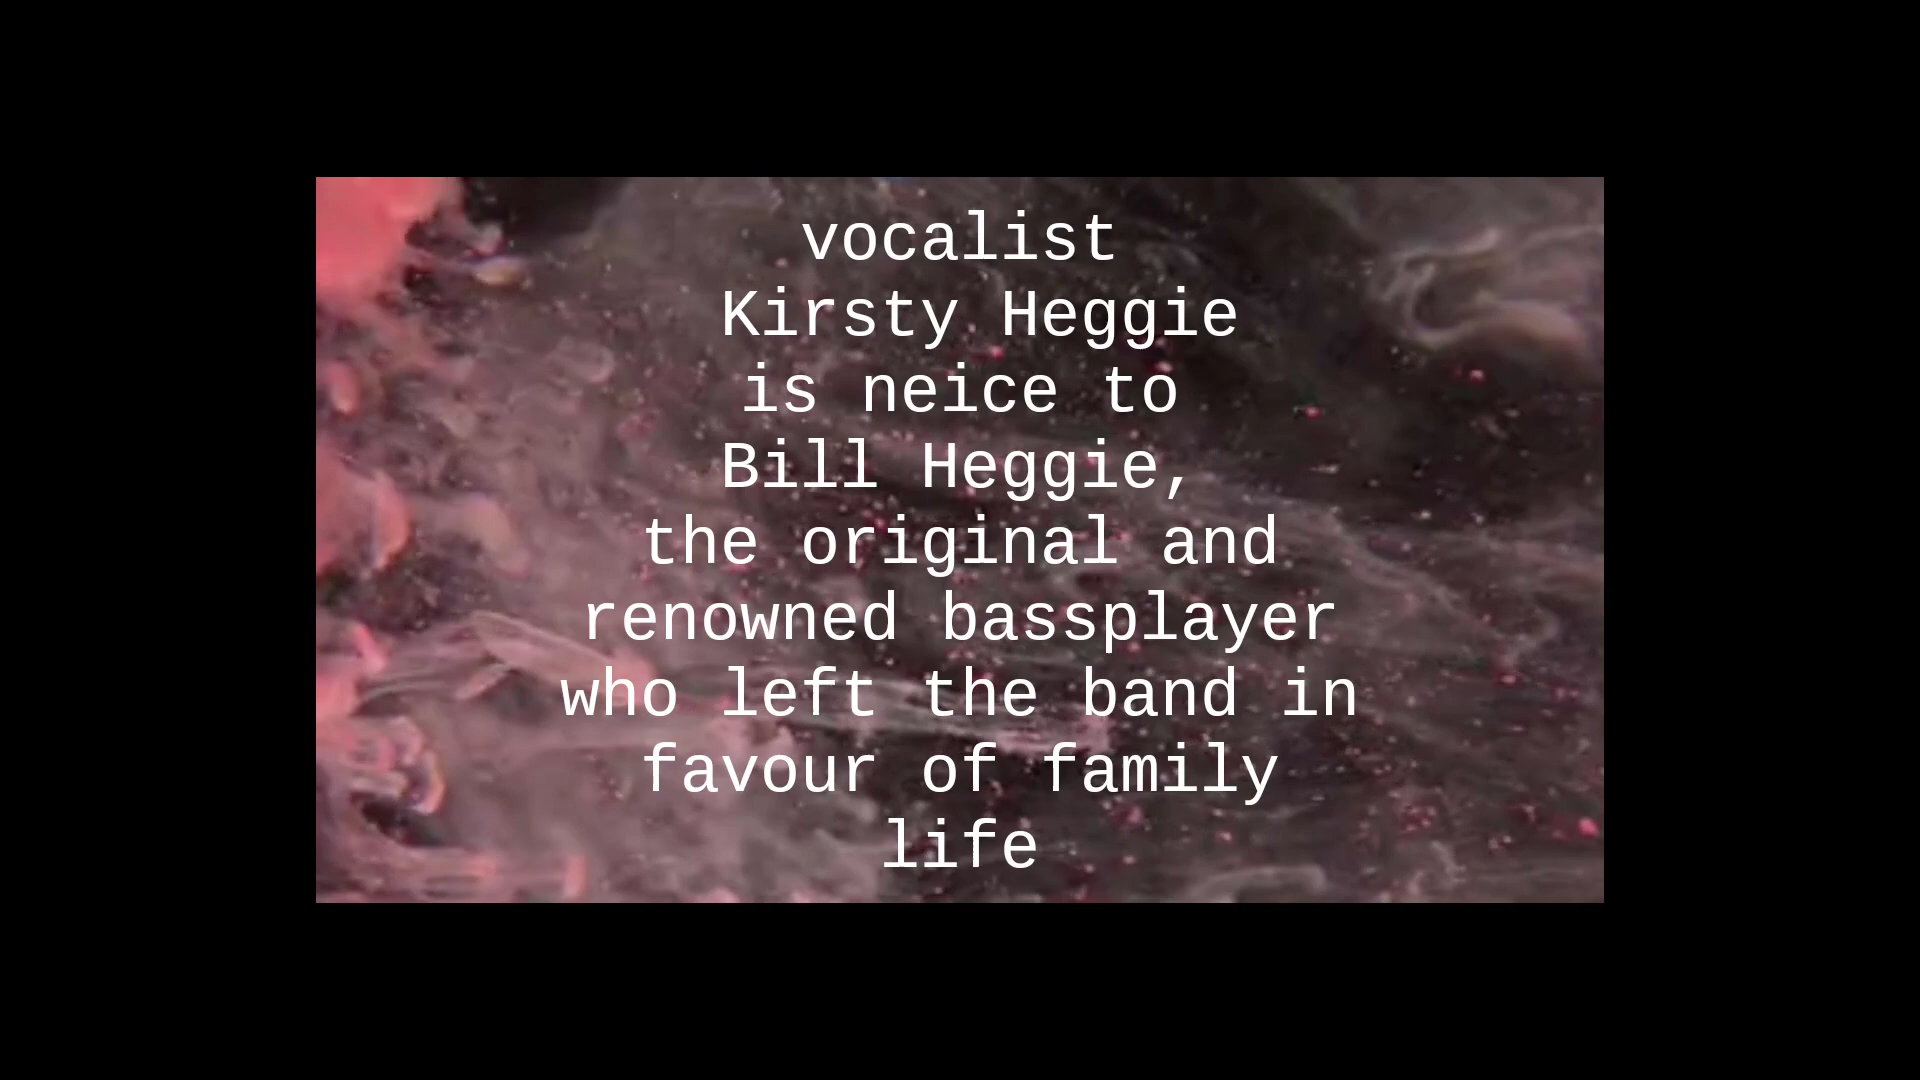 vocalist
Kirsty Heggie
is neice to
Bill Heggie,
the original and
renowned bassplayer
who left the band in
favour of family
life